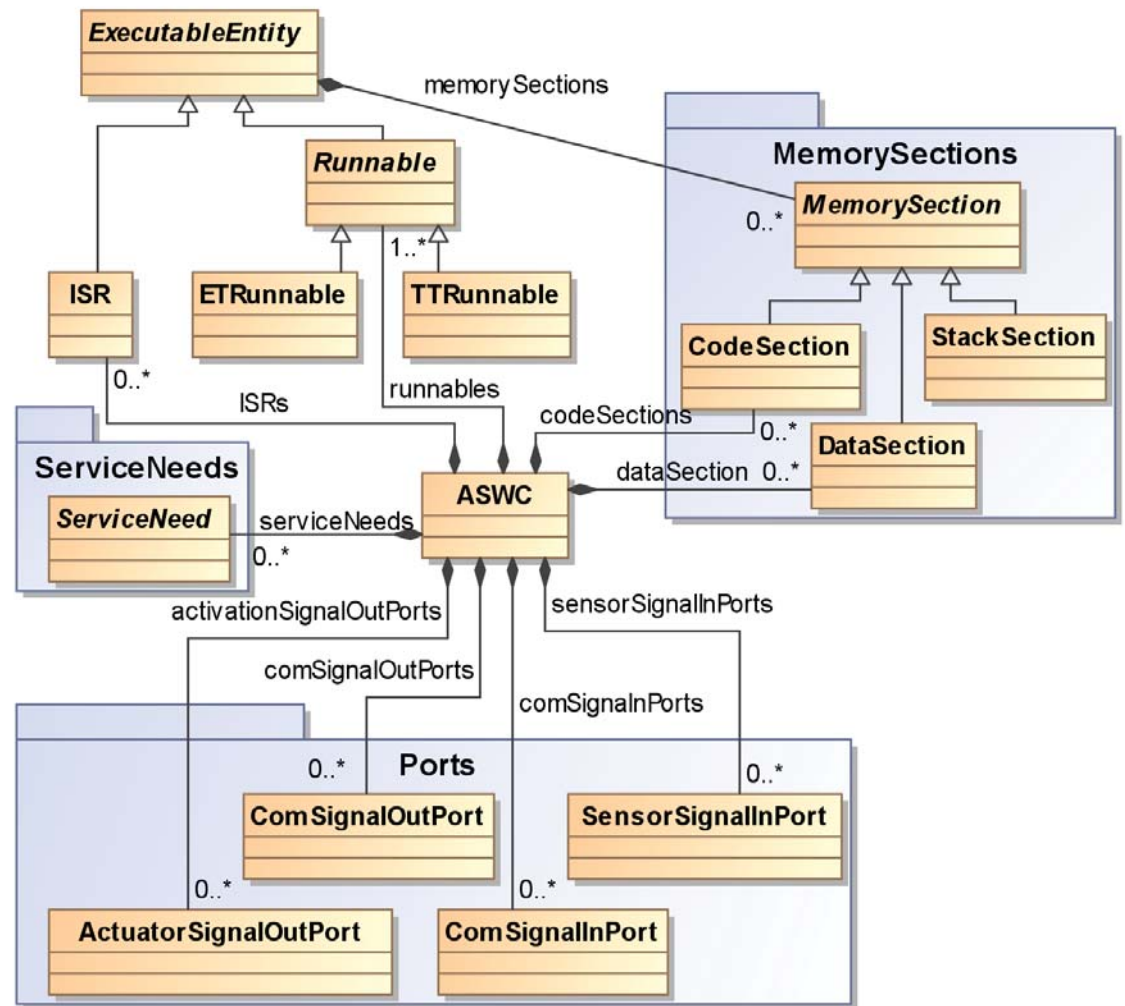 ExecutableEntity
memorySections
MemorySections
Runnable
MemorySection
0..*
1..*
ISR
ETRunnable
TTRunnable
CodeSection
StackSection
0..*
runnables
ISRs
codeSections
0..*
DataSection
ServiceNeeds
dataSection
0..*
ASWC
ServiceNeed
serviceNeeds
0..*
activationSignalOutPorts
sensorSignalInPorts
comSignalOutPorts
comSignaInPorts
Ports
0..*
0..*
ComSignalOutPort
SensorSignalInPort
0..*
0..*
ActuatorSignalOutPort
ComSignalInPort